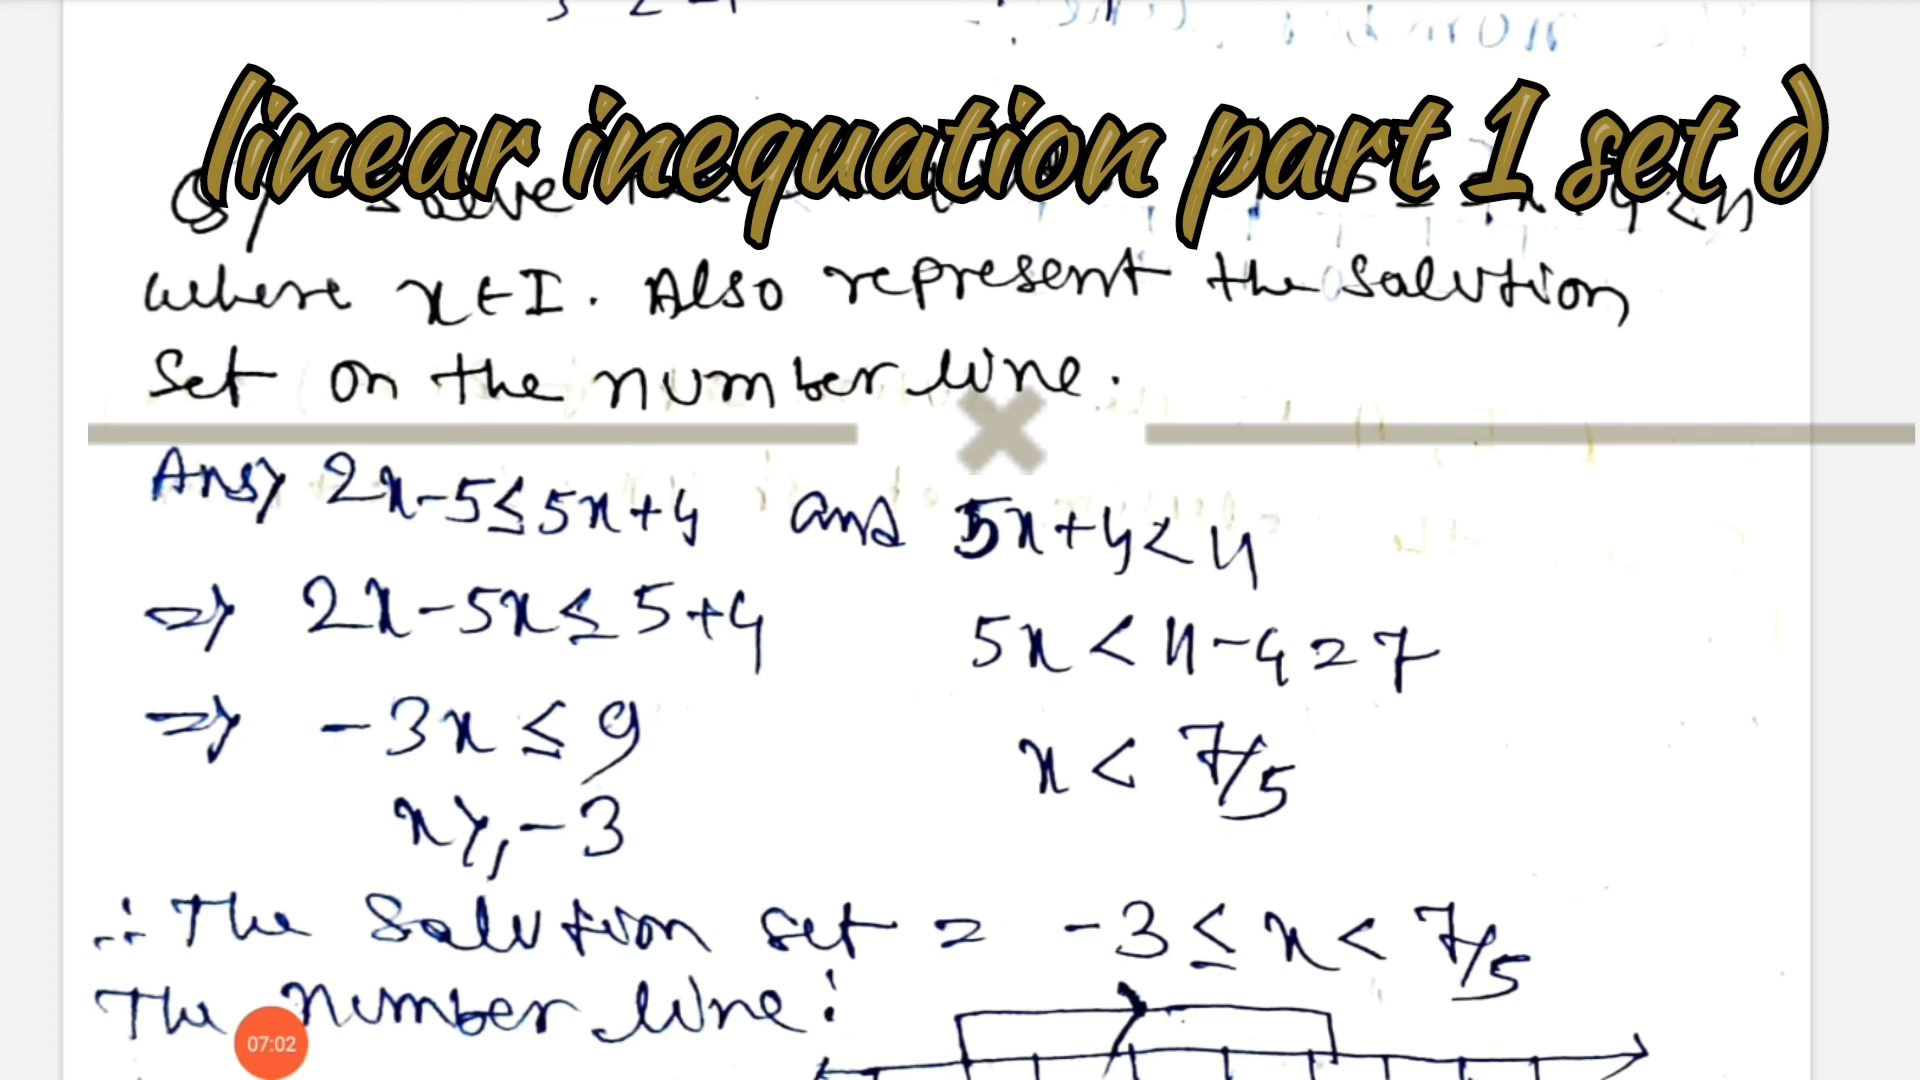 linear inequation part 1 set d
Q) Solve
where x∈I. Also represent the Solution
Set on the number line.
Ans) 2x-5≤5x+4 and 5x+4<11
=> 2x-5x≤5+4 5x<11-4=7
=> -3x≤9 x<7/5
x≥-3
∴ The Solution set = -3≤x<7/5
The number line:
07:02